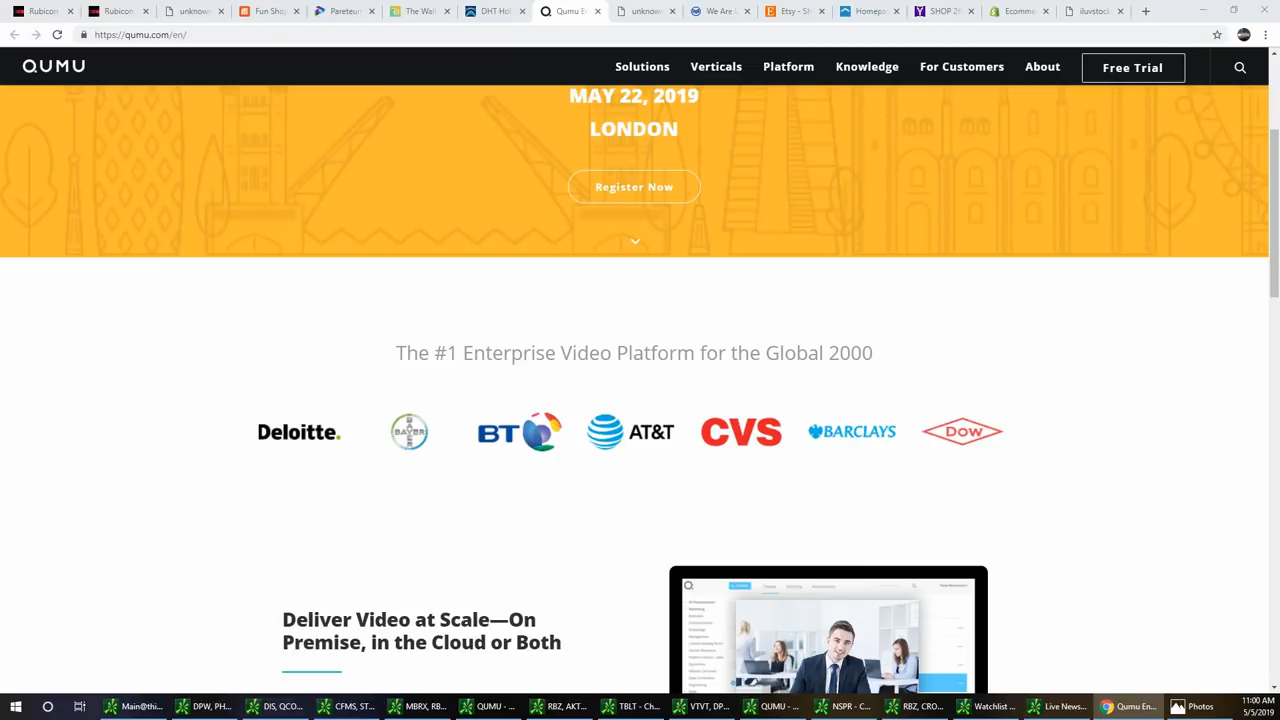 Rubicon
Rubicon
unknown
Fun Shop
Pareteum
The Wall
DHT Hol
Qumu En
unknown
We Are L
Etsy - Sh
Homepa
SHOP 26
Ecomme
iluvstock
https://qumu.com/en/
QUMU
Solutions
Verticals
Platform
Knowledge
For Customers
About
Free Trial
MAY 22, 2019
LONDON
Register Now
The #1 Enterprise Video Platform for the Global 2000
Deloitte.
BAYER
BT
AT&T
CVS
BARCLAYS
Dow
Deliver Video at Scale—On
Premise, in the Cloud or Both
Main@thi...
DPW, PH...
DIS, QCO...
CFMS, ST...
MBRX, RB...
QUMU - ...
RBZ, AKT...
TBLT - Ch...
VTVT, DP...
QUMU - ...
NSPR - C...
RBZ, CRO...
Watchlist ...
Live News...
Qumu En...
Photos
11:00 AM
5/5/2019